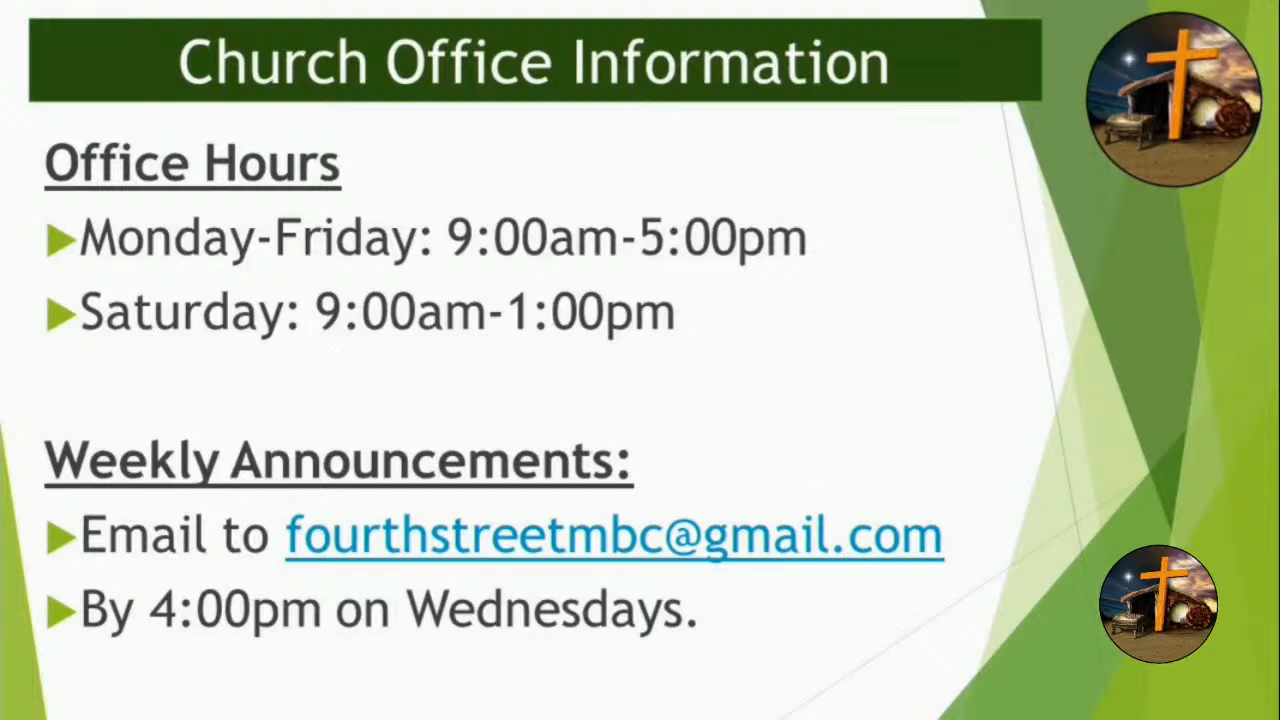 Church Office Information
Office Hours
Monday-Friday: 9:00am-5:00pm
Saturday: 9:00am-1:00pm
Weekly Announcements:
Email to fourthstreetmbc@gmail.com
By 4:00pm on Wednesdays.